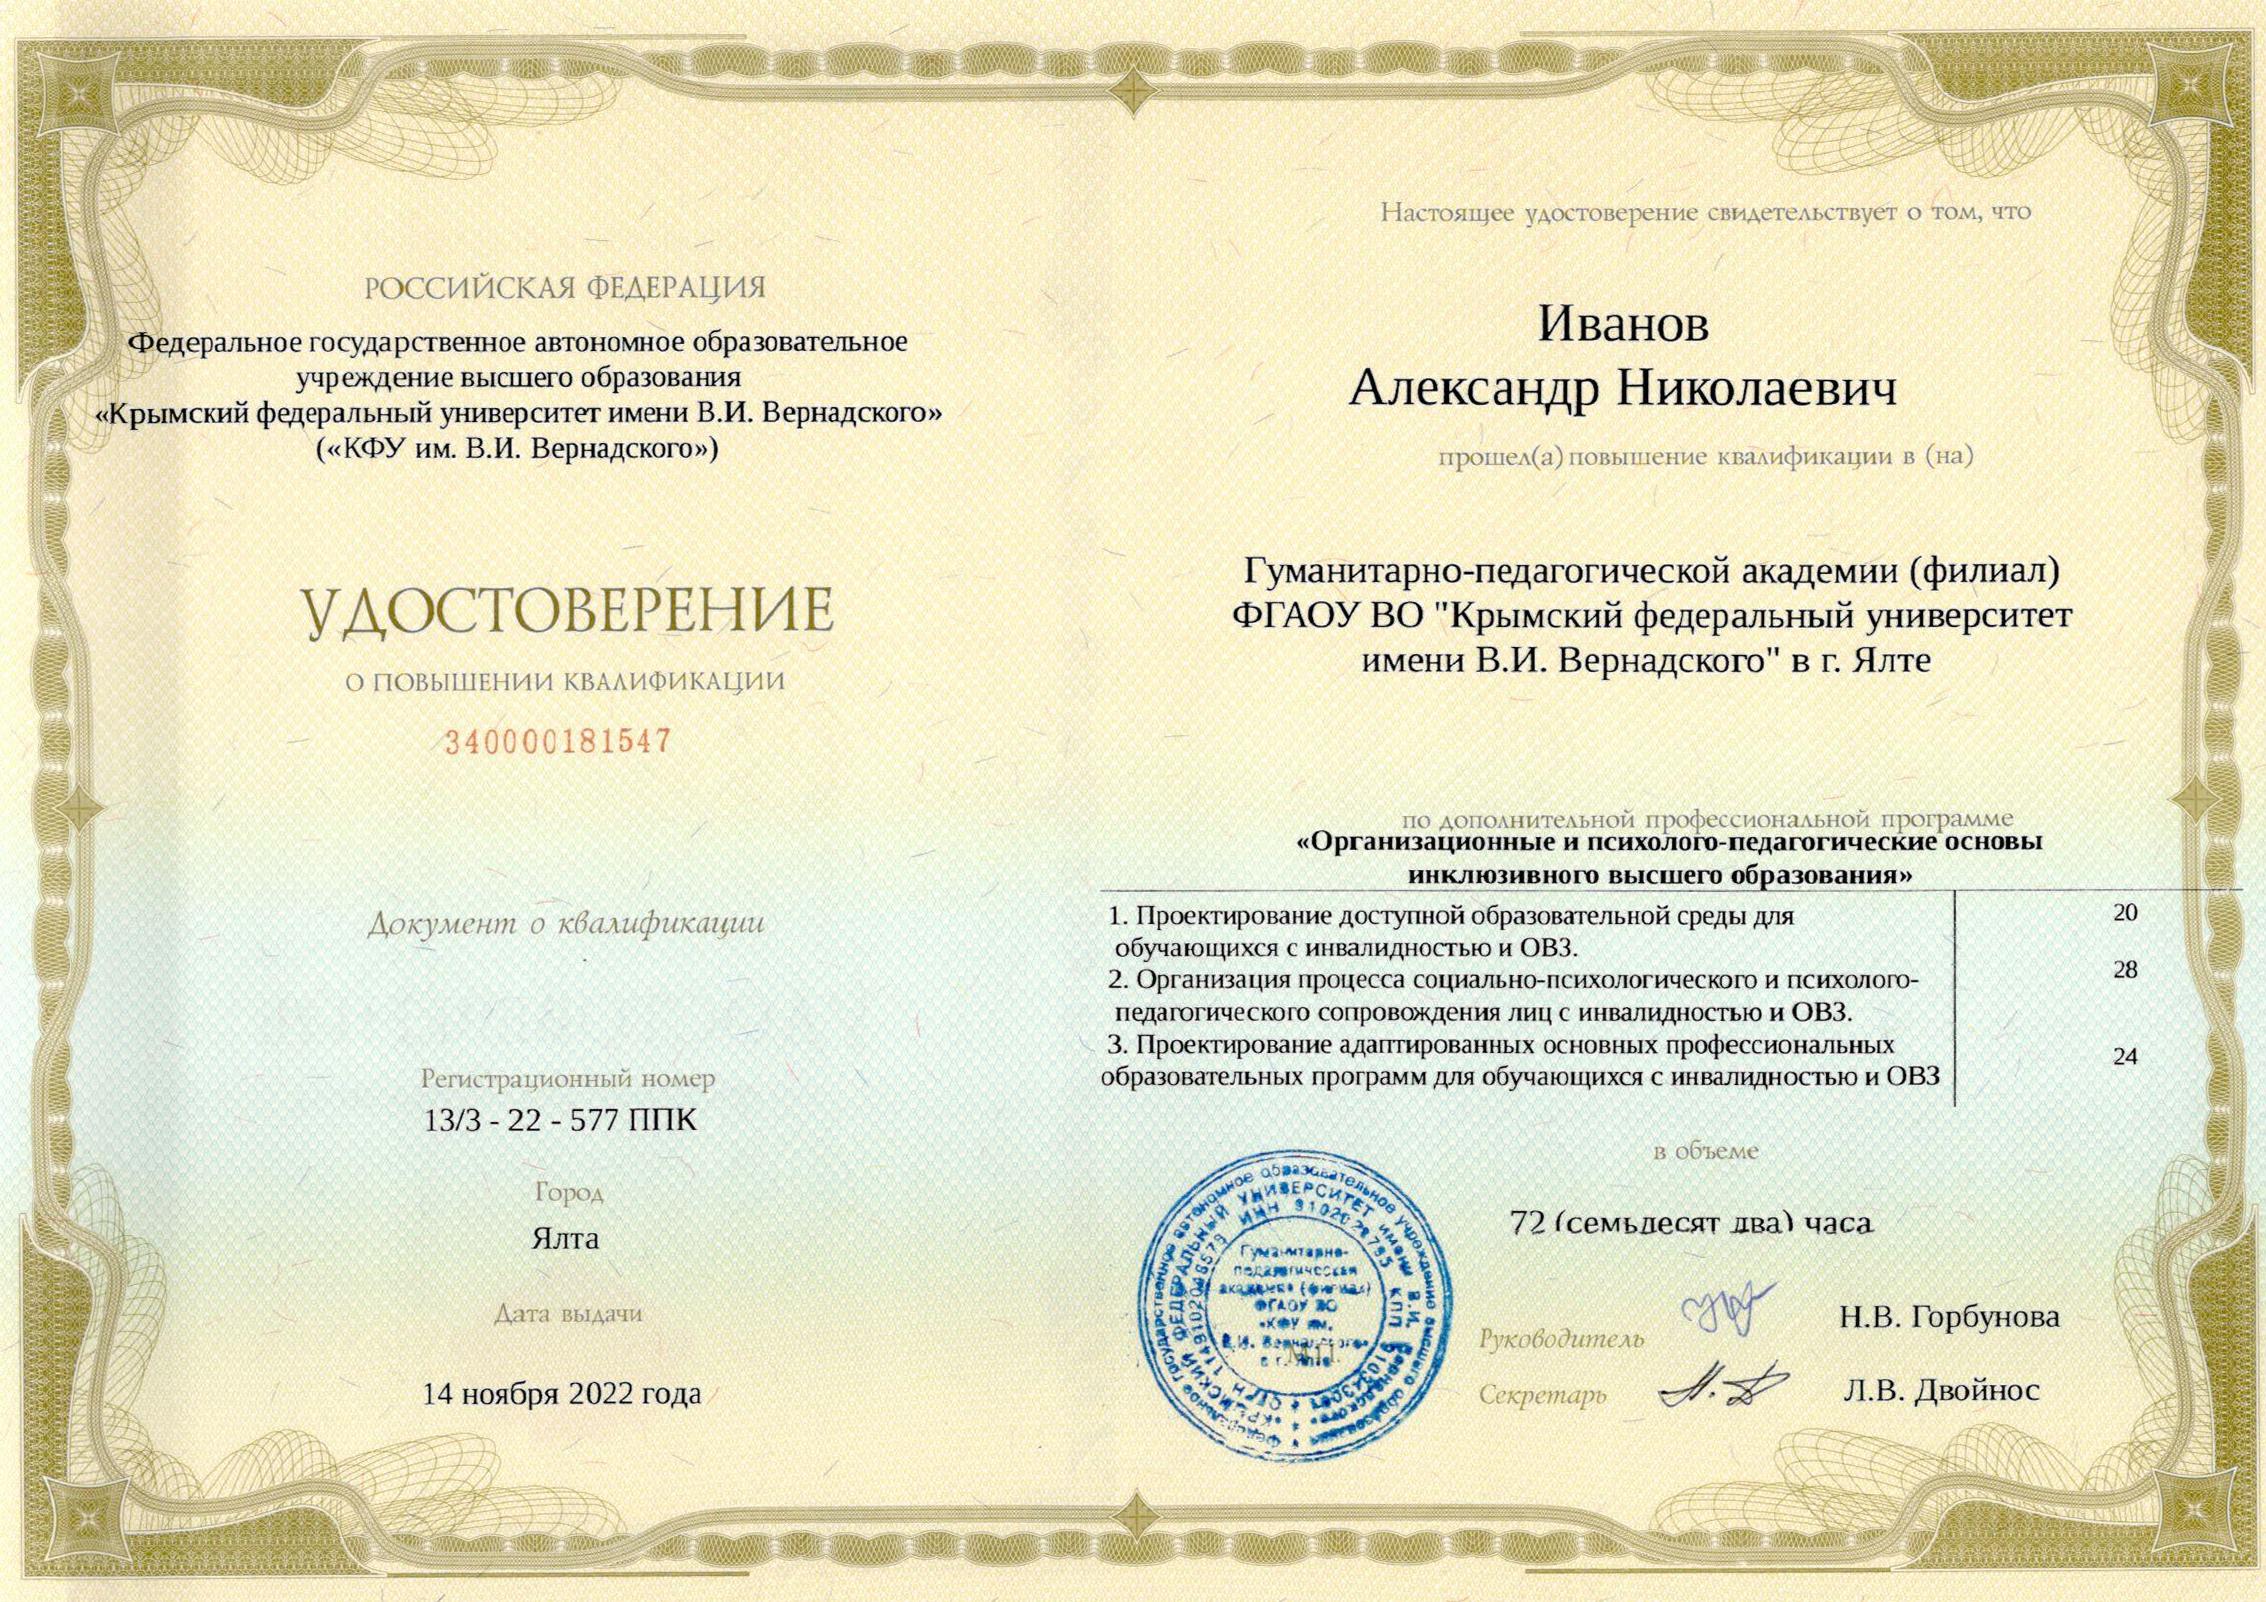 РОССИЙСКАЯ ФЕДЕРАЦИЯ
Федеральное государственное автономное образовательное
учреждение высшего образования
«Крымский федеральный университет имени В.И. Вернадского»
(«КФУ им. В.И. Вернадского»)
УДОСТОВЕРЕНИЕ
О ПОВЫШЕНИИ КВАЛИФИКАЦИИ
340000181547
Документ о квалификации
Регистрационный номер
13/3 - 22 - 577 ППК
Город
Ялта
Дата выдачи
14 ноября 2022 года
Настоящее удостоверение свидетельствует о том, что
Иванов
Александр Николаевич
прошел(а) повышение квалификации в (на)
Гуманитарно-педагогической академии (филиал)
ФГАОУ ВО "Крымский федеральный университет
имени В.И. Вернадского" в г. Ялте
по дополнительной профессиональной программе
«Организационные и психолого-педагогические основы
инклюзивного высшего образования»
1. Проектирование доступной образовательной среды для 20
обучающихся с инвалидностью и ОВЗ.
2. Организация процесса социально-психологического и психолого- 28
педагогического сопровождения лиц с инвалидностью и ОВЗ.
3. Проектирование адаптированных основных профессиональных 24
образовательных программ для обучающихся с инвалидностью и ОВЗ
в объеме
72 (семьдесят два) часа
Руководитель Н.В. Горбунова
Секретарь Л.В. Двойнос
М.П.
Федеральное государственное автономное образовательное учреждение высшего образования
«КРЫМСКИЙ ФЕДЕРАЛЬНЫЙ УНИВЕРСИТЕТ имени В.И. Вернадского»
Гуманитарно-
педагогическая
академия (филиал)
ФГАОУ ВО
«КФУ им.
В.И. Вернадского»
в г. Ялте